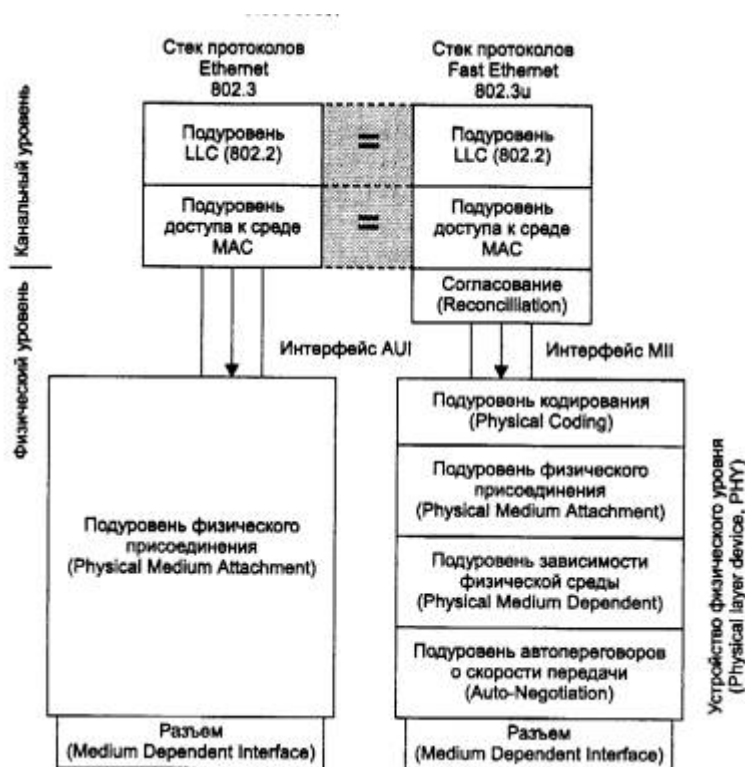 Стек протоколов
Ethernet
802.3
Стек протоколов
Fast Ethernet
802.3u
Канальный уровень
Подуровень
LLC (802.2)
=
Подуровень
LLC (802.2)
Подуровень
доступа к среде
MAC
=
Подуровень
доступа к среде
MAC
Согласование
(Reconcilliation)
Физический уровень
Интерфейс AUI
Интерфейс MII
Подуровень физического
присоединения
(Physical Medium Attachment)
Подуровень кодирования
(Physical Coding)
Подуровень физического
присоединения
(Physical Medium Attachment)
Подуровень зависимости
физической среды
(Physical Medium Dependent)
Подуровень автопереговоров
о скорости передачи
(Auto-Negotiation)
Устройство физического уровня
(Physical layer device, PHY)
Разъем
(Medium Dependent Interface)
Разъем
(Medium Dependent Interface)